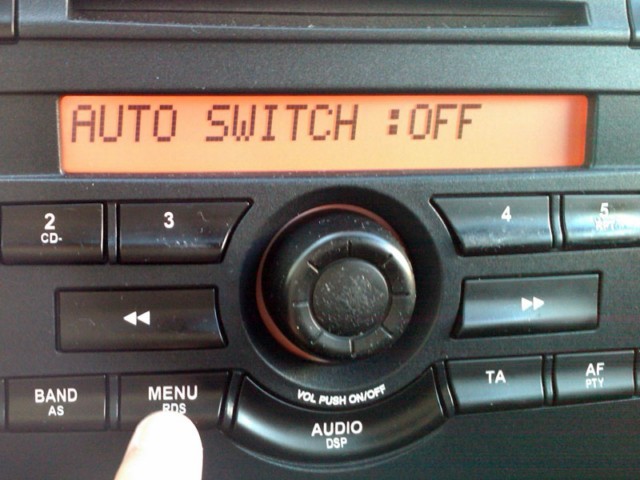 AUTO SWITCH :OFF
2
CD-
3
4
5
◀◀
▶▶
BAND
AS
MENU
RDS
VOL PUSH ON/OFF
AUDIO
DSP
TA
AF
PTY